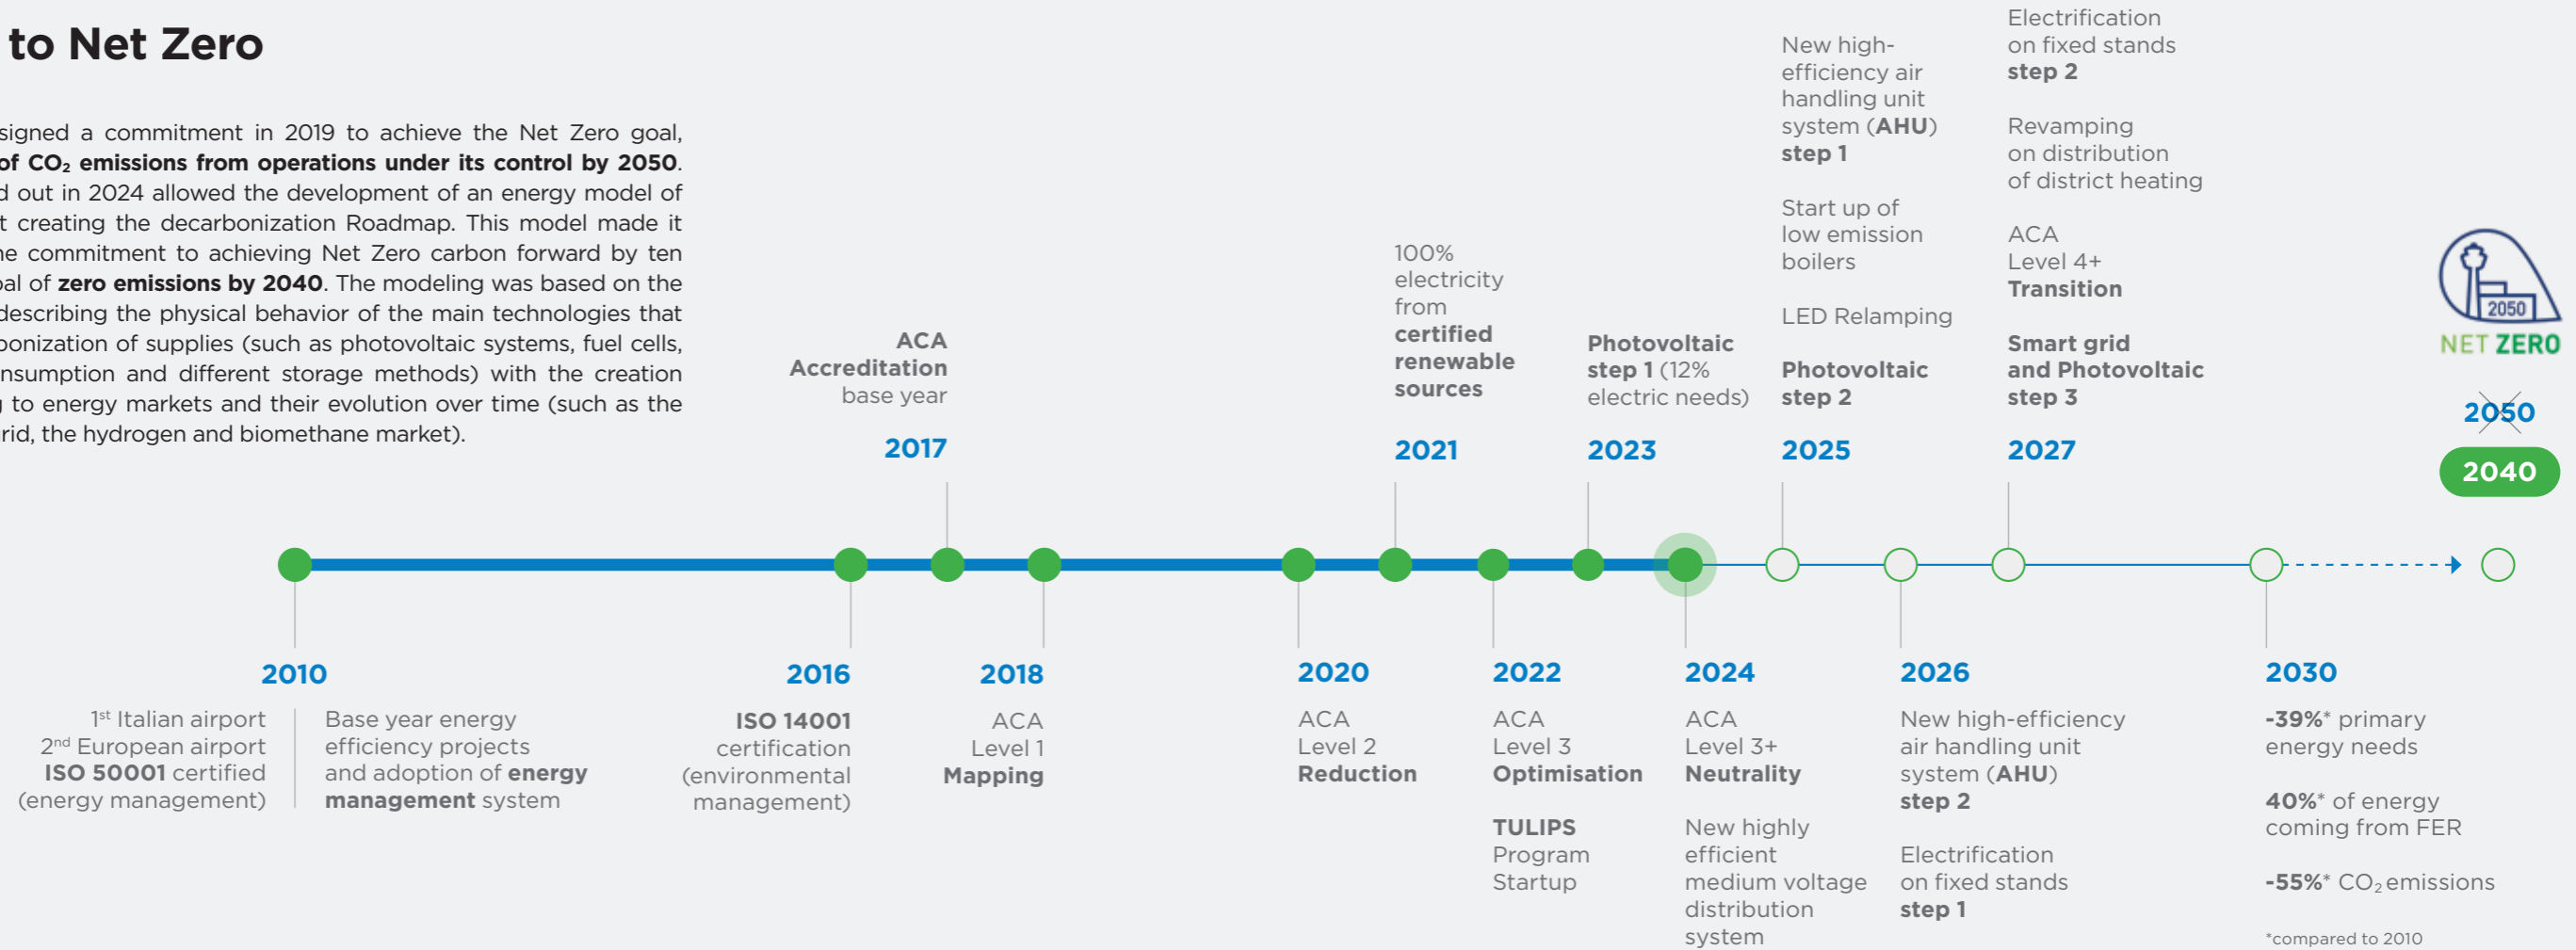 to Net Zero
signed a commitment in 2019 to achieve the Net Zero goal,
of CO₂ emissions from operations under its control by 2050.
out in 2024 allowed the development of an energy model of
creating the decarbonization Roadmap. This model made it
commitment to achieving Net Zero carbon forward by ten
of zero emissions by 2040. The modeling was based on the
describing the physical behavior of the main technologies that
of supplies (such as photovoltaic systems, fuel cells,
and different storage methods) with the creation
to energy markets and their evolution over time (such as the
the hydrogen and biomethane market).
2010
1st Italian airport
2nd European airport
ISO 50001 certified
(energy management)
Base year energy
efficiency projects
and adoption of energy
management system
2016
ISO 14001
certification
(environmental
management)
ACA
Accreditation
base year
2017
2018
ACA
Level 1
Mapping
2020
ACA
Level 2
Reduction
100%
electricity
from
certified
renewable
sources
2021
2022
ACA
Level 3
Optimisation
TULIPS
Program
Startup
Photovoltaic
step 1 (12%
electric needs)
2023
2024
ACA
Level 3+
Neutrality
New highly
efficient
medium voltage
distribution
system
New high-
efficiency air
handling unit
system (AHU)
step 1
Start up of
low emission
boilers
LED Relamping
Photovoltaic
step 2
2025
2026
New high-efficiency
air handling unit
system (AHU)
step 2
Electrification
on fixed stands
step 1
Electrification
on fixed stands
step 2
Revamping
on distribution
of district heating
ACA
Level 4+
Transition
Smart grid
and Photovoltaic
step 3
2027
2030
-39%* primary
energy needs
40%* of energy
coming from FER
-55%* CO₂ emissions
*compared to 2010
2050
NET ZERO
2050
2040